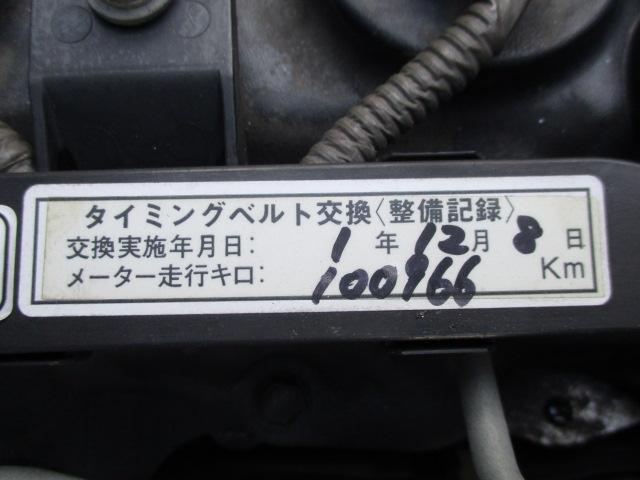 タイミングベルト交換〈整備記録〉
交換実施年月日: 1 年 12 月 8 日
メーター走行キロ: 100966 Km